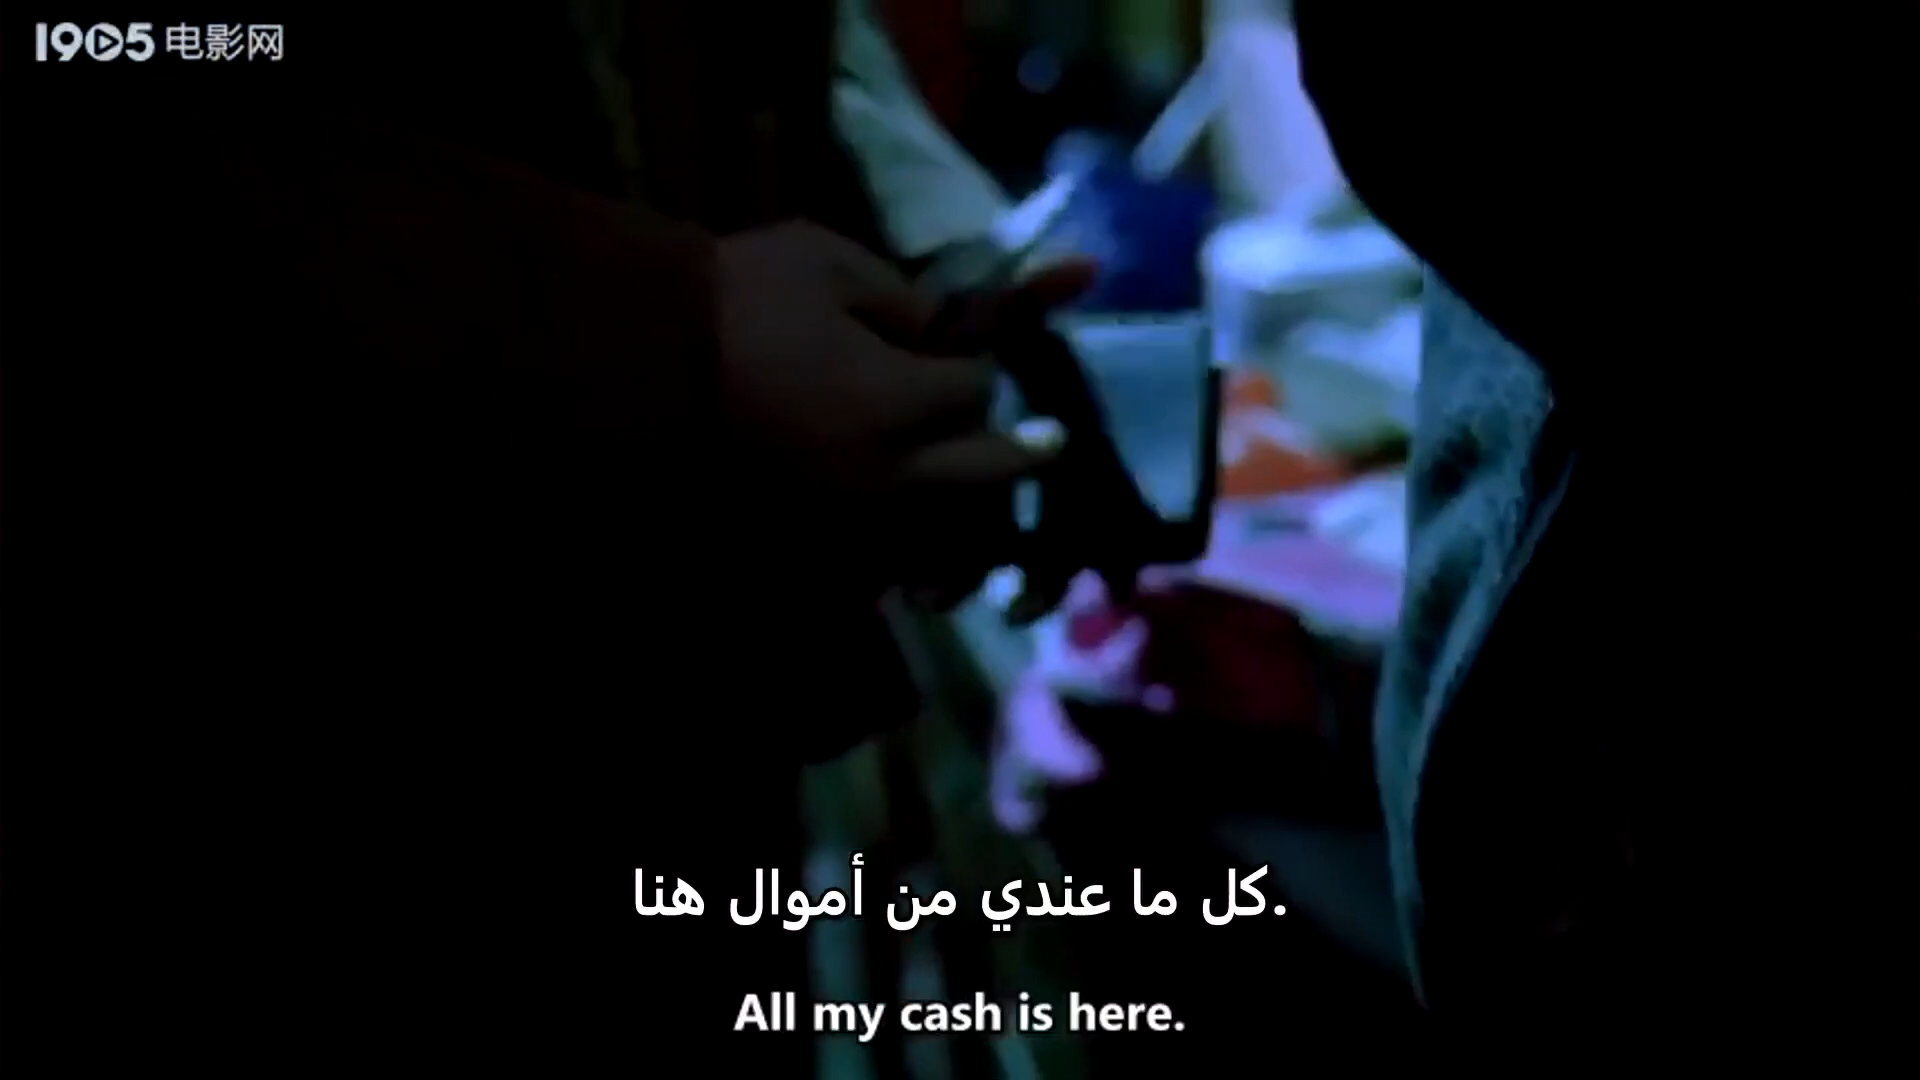 1905电影网
كل ما عندي من أموال هنا.
All my cash is here.